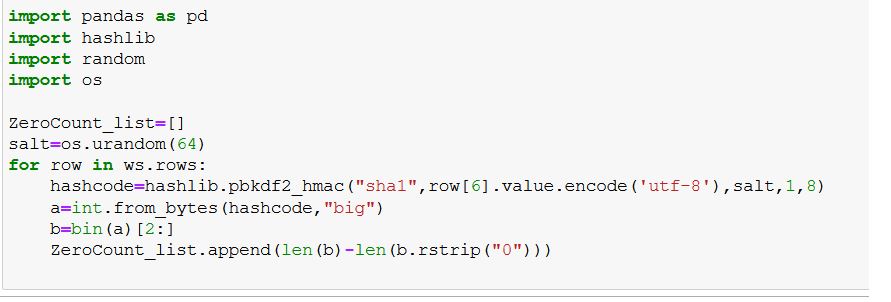 import pandas as pd
import hashlib
import random
import os
ZeroCount_list=[]
salt=os.urandom(64)
for row in ws.rows:
    hashcode=hashlib.pbkdf2_hmac("sha1",row[6].value.encode('utf-8'),salt,1,8)
    a=int.from_bytes(hashcode,"big")
    b=bin(a)[2:]
    ZeroCount_list.append(len(b)-len(b.rstrip("0")))